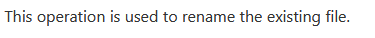 This operation is used to rename the existing file.